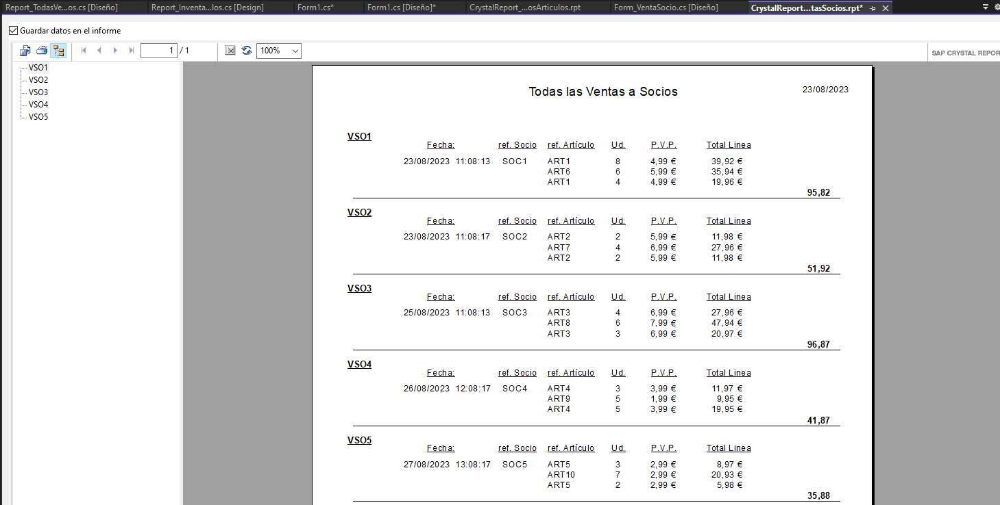 Report_TodasVe...os.cs [Diseño] Report_Inventa...los.cs [Design] Form1.cs* Form1.cs [Diseño]* CrystalReport_...osArticulos.rpt Form_VentaSocio.cs [Diseño] CrystalReport...tasSocios.rpt*
Guardar datos en el informe
1 / 1 100% SAP CRYSTAL REPOR
VSO1
VSO2
VSO3
VSO4
VSO5
Todas las Ventas a Socios 23/08/2023
VSO1
Fecha: ref. Socio ref. Artículo Ud. P.V.P. Total Linea
23/08/2023 11:08:13 SOC1 ART1 8 4,99 € 39,92 €
ART6 6 5,99 € 35,94 €
ART1 4 4,99 € 19,96 €
95,82
VSO2
Fecha: ref. Socio ref. Artículo Ud. P.V.P. Total Linea
23/08/2023 11:08:17 SOC2 ART2 2 5,99 € 11,98 €
ART7 4 6,99 € 27,96 €
ART2 2 5,99 € 11,98 €
51,92
VSO3
Fecha: ref. Socio ref. Artículo Ud. P.V.P. Total Linea
25/08/2023 11:08:13 SOC3 ART3 4 6,99 € 27,96 €
ART8 6 7,99 € 47,94 €
ART3 3 6,99 € 20,97 €
96,87
VSO4
Fecha: ref. Socio ref. Artículo Ud. P.V.P. Total Linea
26/08/2023 12:08:17 SOC4 ART4 3 3,99 € 11,97 €
ART9 5 1,99 € 9,95 €
ART4 5 3,99 € 19,95 €
41,87
VSO5
Fecha: ref. Socio ref. Artículo Ud. P.V.P. Total Linea
27/08/2023 13:08:17 SOC5 ART5 3 2,99 € 8,97 €
ART10 7 2,99 € 20,93 €
ART5 2 2,99 € 5,98 €
35,88